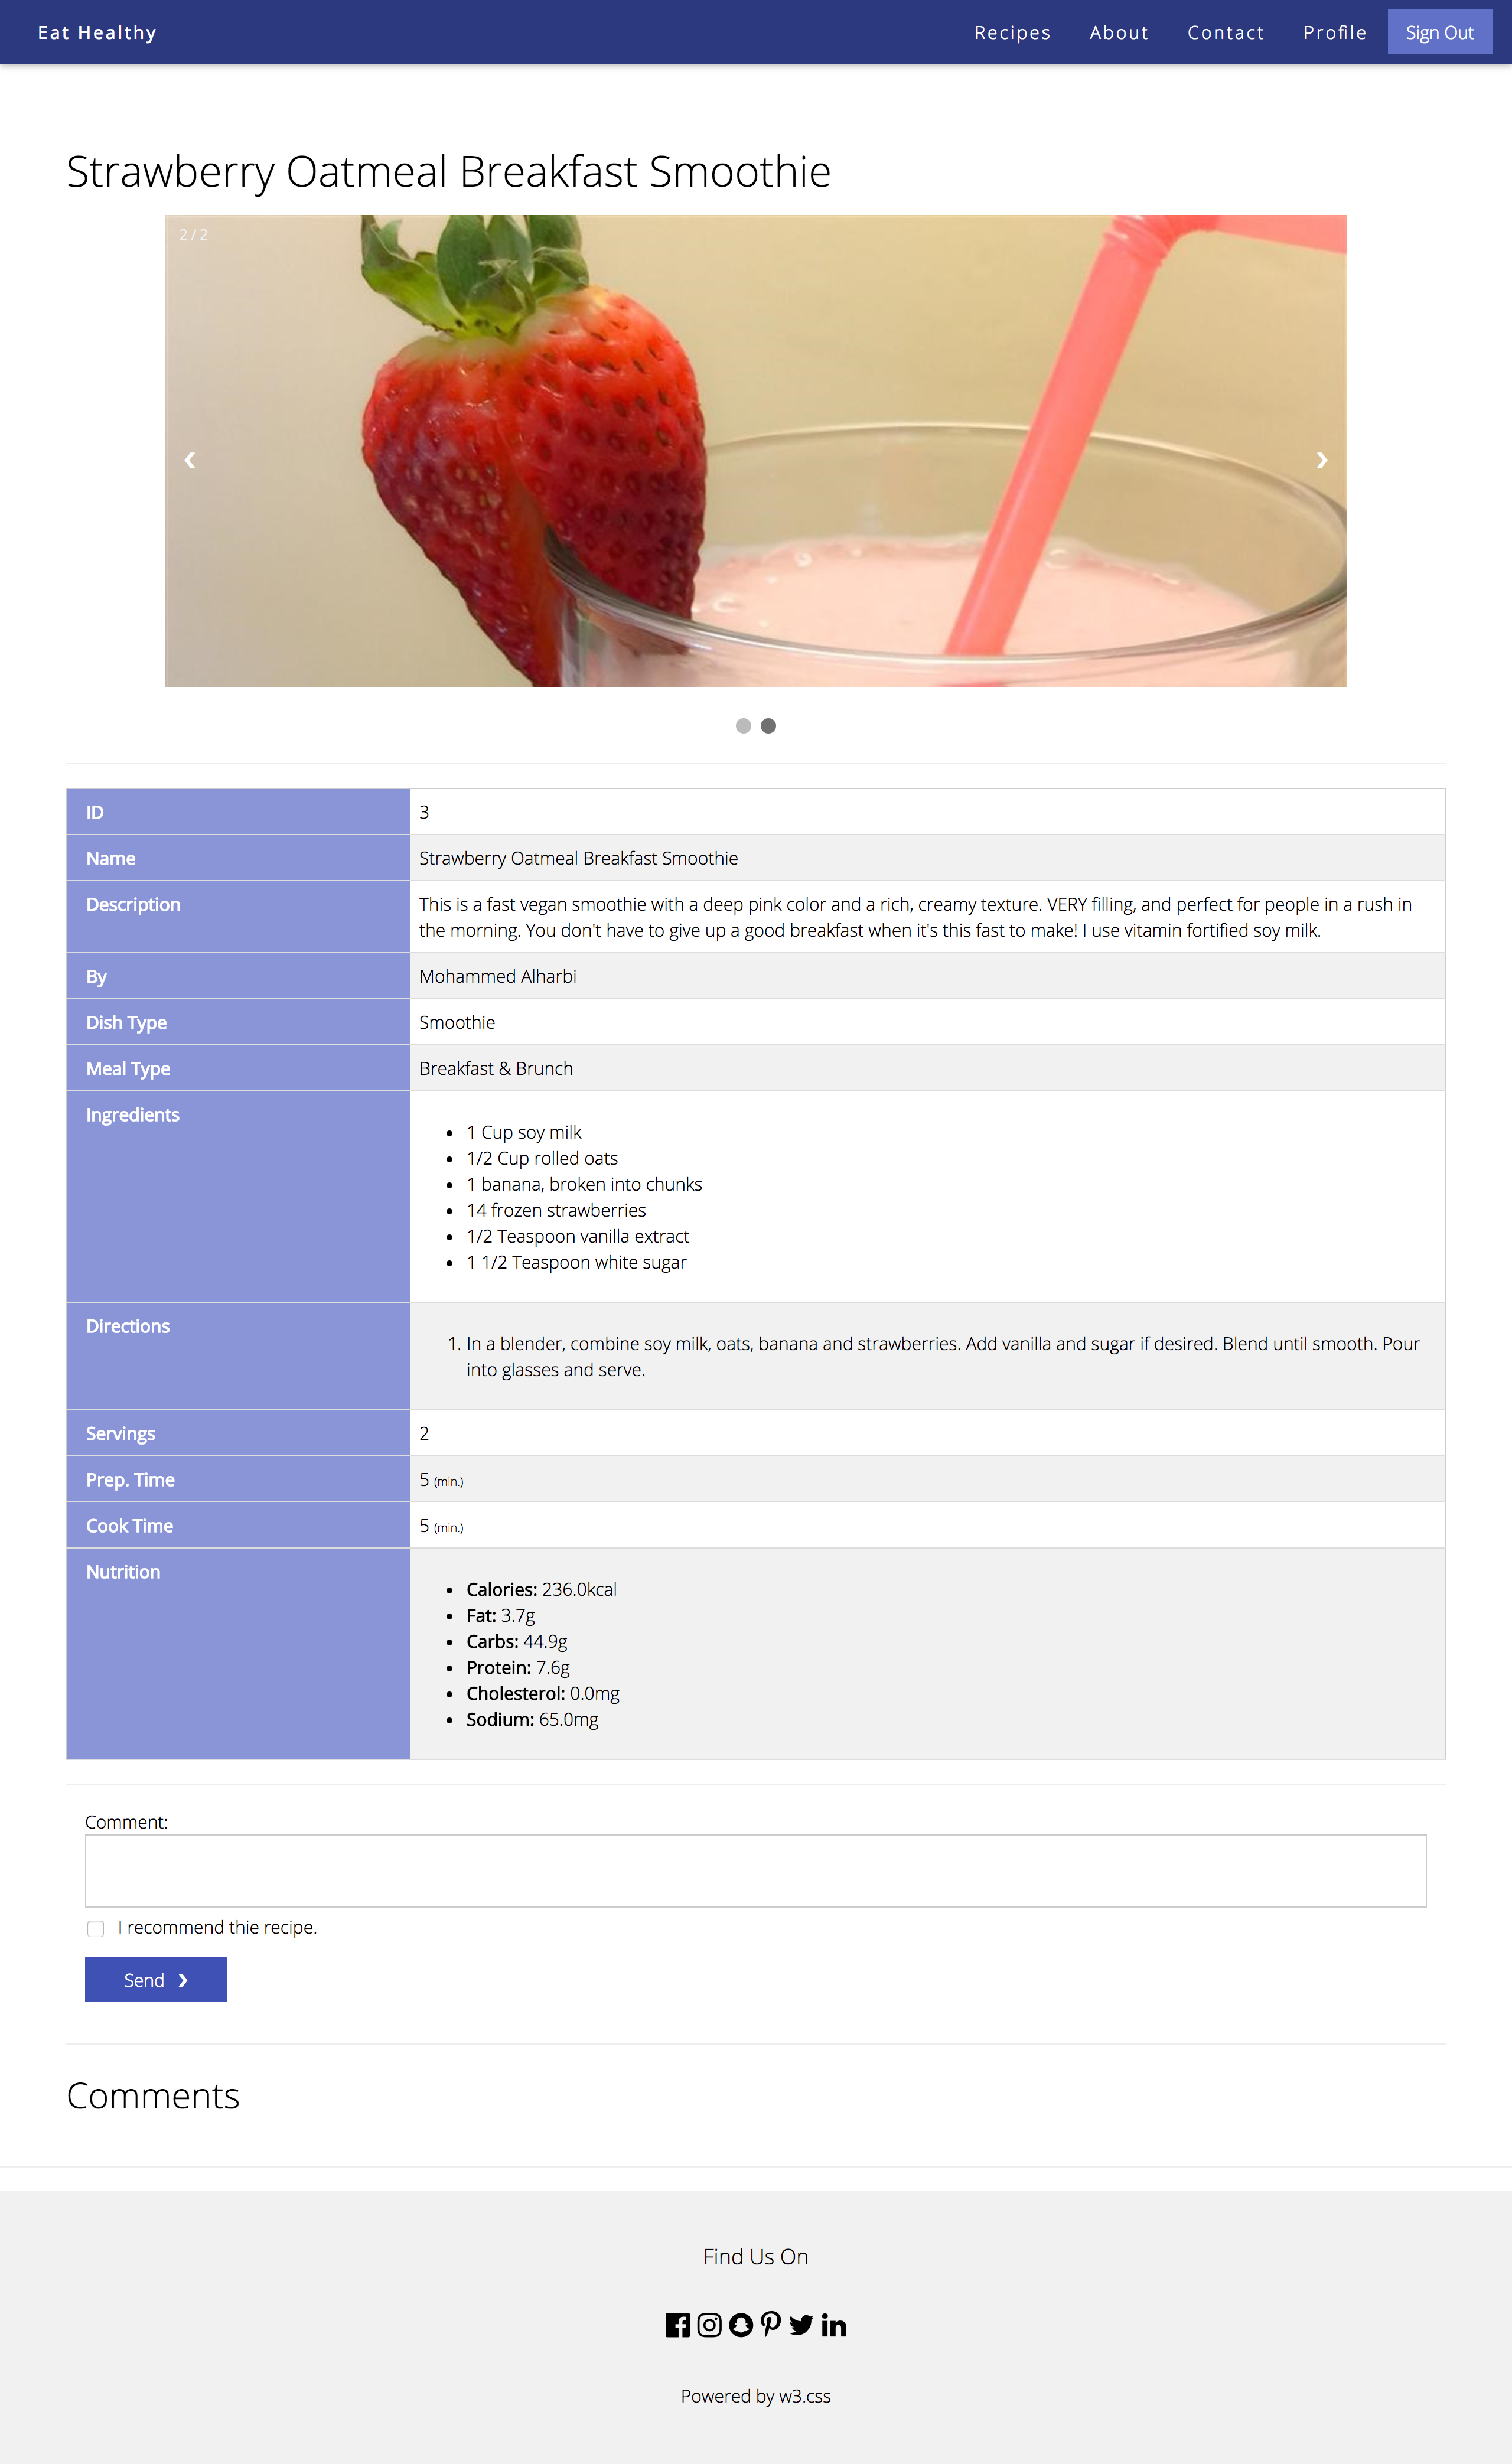 Eat Healthy
Recipes About Contact Profile Sign Out
Strawberry Oatmeal Breakfast Smoothie
2 / 2
ID 3
Name Strawberry Oatmeal Breakfast Smoothie
Description This is a fast vegan smoothie with a deep pink color and a rich, creamy texture. VERY filling, and perfect for people in a rush in
the morning. You don't have to give up a good breakfast when it's this fast to make! I use vitamin fortified soy milk.
By Mohammed Alharbi
Dish Type Smoothie
Meal Type Breakfast & Brunch
Ingredients
1 Cup soy milk
1/2 Cup rolled oats
1 banana, broken into chunks
14 frozen strawberries
1/2 Teaspoon vanilla extract
1 1/2 Teaspoon white sugar
Directions
1. In a blender, combine soy milk, oats, banana and strawberries. Add vanilla and sugar if desired. Blend until smooth. Pour
into glasses and serve.
Servings 2
Prep. Time 5 (min.)
Cook Time 5 (min.)
Nutrition
Calories: 236.0kcal
Fat: 3.7g
Carbs: 44.9g
Protein: 7.6g
Cholesterol: 0.0mg
Sodium: 65.0mg
Comment:
I recommend thie recipe.
Send
Comments
Find Us On
Powered by w3.css